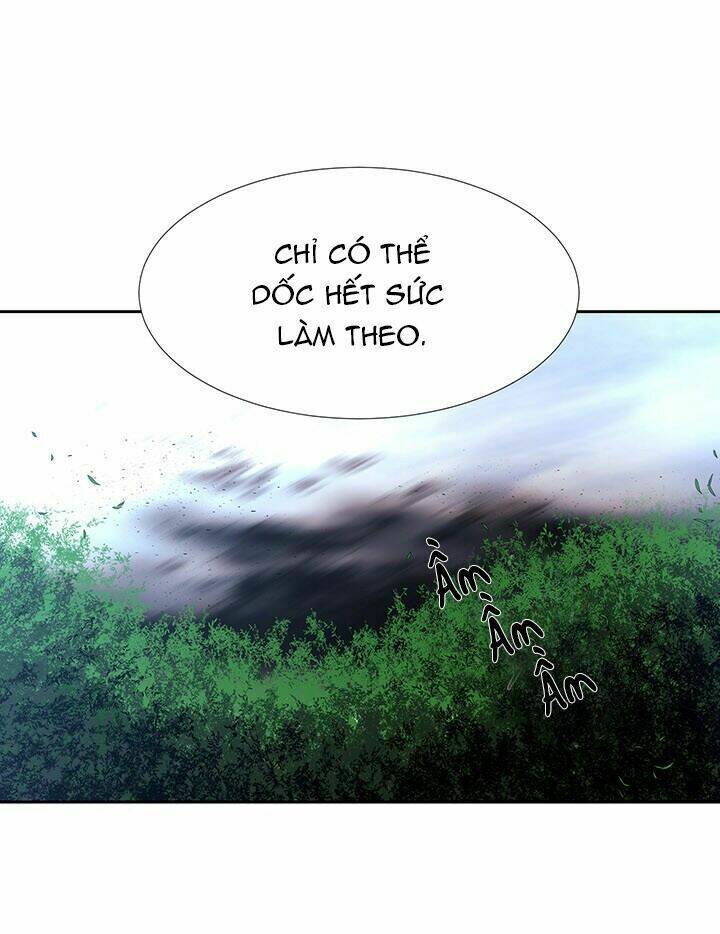 CHỈ CÓ THỂ
DỐC HẾT SỨC
LÀM THEO.
ẦM
ẦM
ẦM